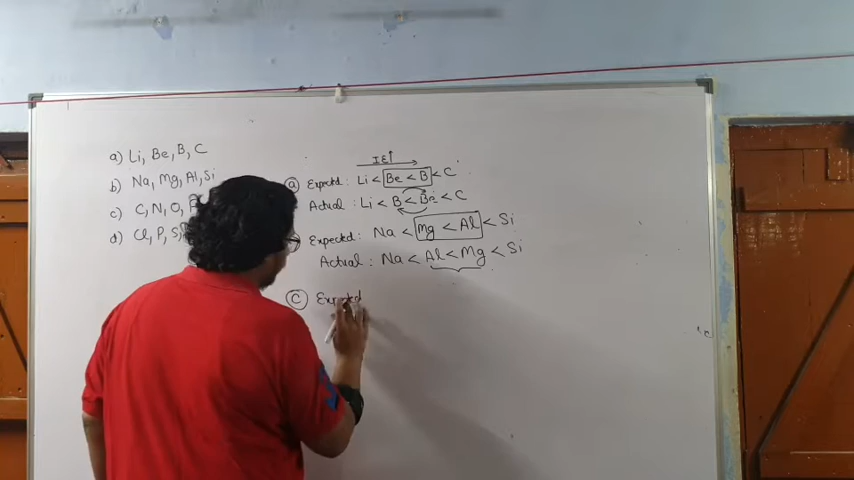 a) Li, Be, B, C
b) Na, Mg, Al, Si
c) C, N, O,
d) Cl, P, S,
IE↑
a Expected : Li < Be < B < C
Actual : Li < B < Be < C
Expected : Na < Mg < Al < Si
Actual : Na < Al < Mg < Si
C Expected